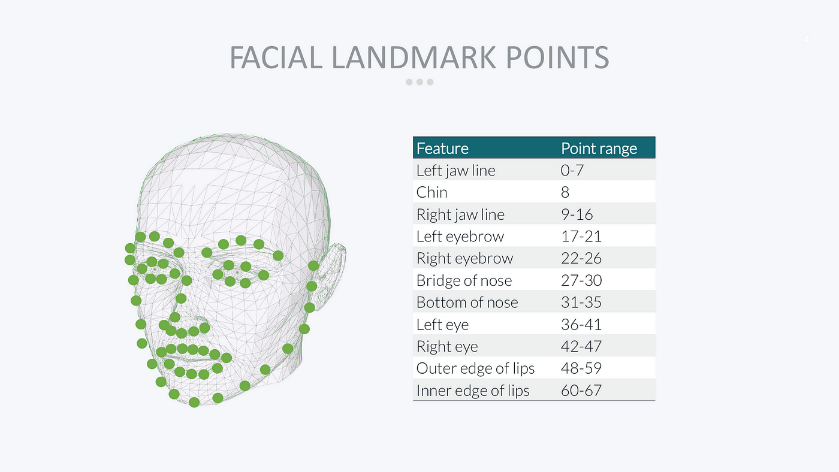 FACIAL LANDMARK POINTS
Feature Point range
Left jaw line 0-7
Chin 8
Right jaw line 9-16
Left eyebrow 17-21
Right eyebrow 22-26
Bridge of nose 27-30
Bottom of nose 31-35
Left eye 36-41
Right eye 42-47
Outer edge of lips 48-59
Inner edge of lips 60-67